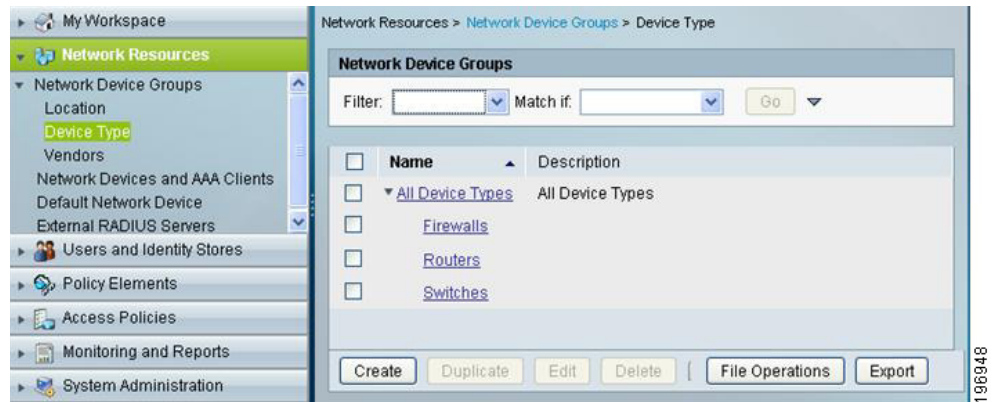 My Workspace
Network Resources
Network Device Groups
Location
Device Type
Vendors
Network Devices and AAA Clients
Default Network Device
External RADIUS Servers
Users and Identity Stores
Policy Elements
Access Policies
Monitoring and Reports
System Administration
Network Resources > Network Device Groups > Device Type
Network Device Groups
Filter: Match if: Go
Name Description
All Device Types All Device Types
Firewalls
Routers
Switches
Create Duplicate Edit Delete | File Operations Export
196948